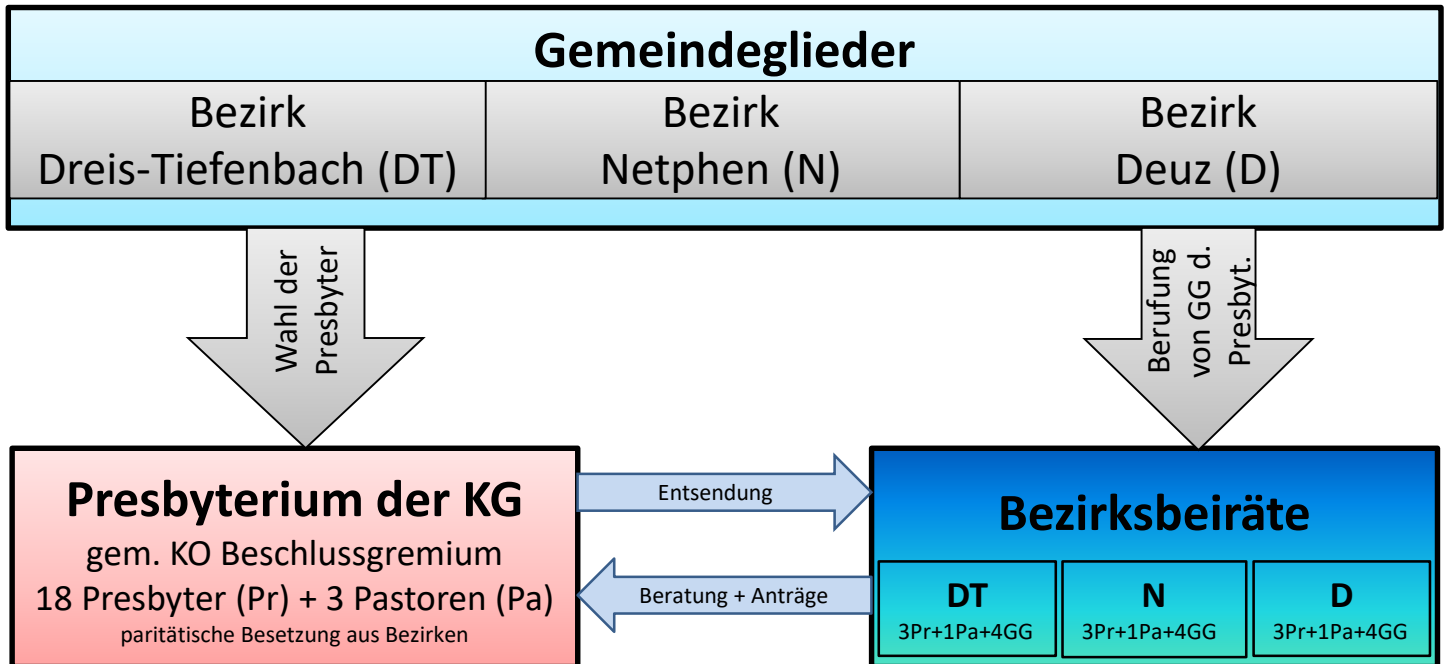 Gemeindeglieder
Bezirk
Dreis-Tiefenbach (DT)
Bezirk
Netphen (N)
Bezirk
Deuz (D)
Wahl der
Presbyter
Berufung
von GG d.
Presbyt.
Presbyterium der KG
gem. KO Beschlussgremium
18 Presbyter (Pr) + 3 Pastoren (Pa)
paritätische Besetzung aus Bezirken
Entsendung
Beratung + Anträge
Bezirksbeiräte
DT
3Pr+1Pa+4GG
N
3Pr+1Pa+4GG
D
3Pr+1Pa+4GG